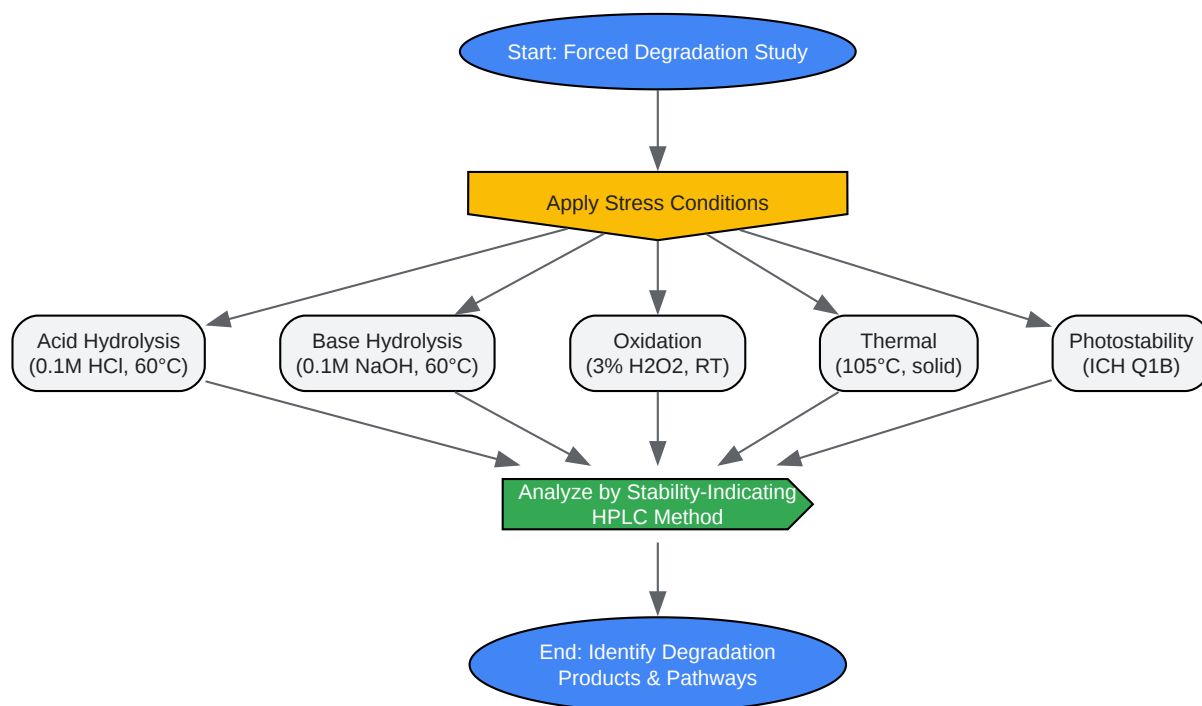 Start: Forced Degradation Study
Apply Stress Conditions
Acid Hydrolysis
(0.1M HCl, 60°C)
Base Hydrolysis
(0.1M NaOH, 60°C)
Oxidation
(3% H2O2, RT)
Thermal
(105°C, solid)
Photostability
(ICH Q1B)
Analyze by Stability-Indicating
HPLC Method
End: Identify Degradation
Products & Pathways